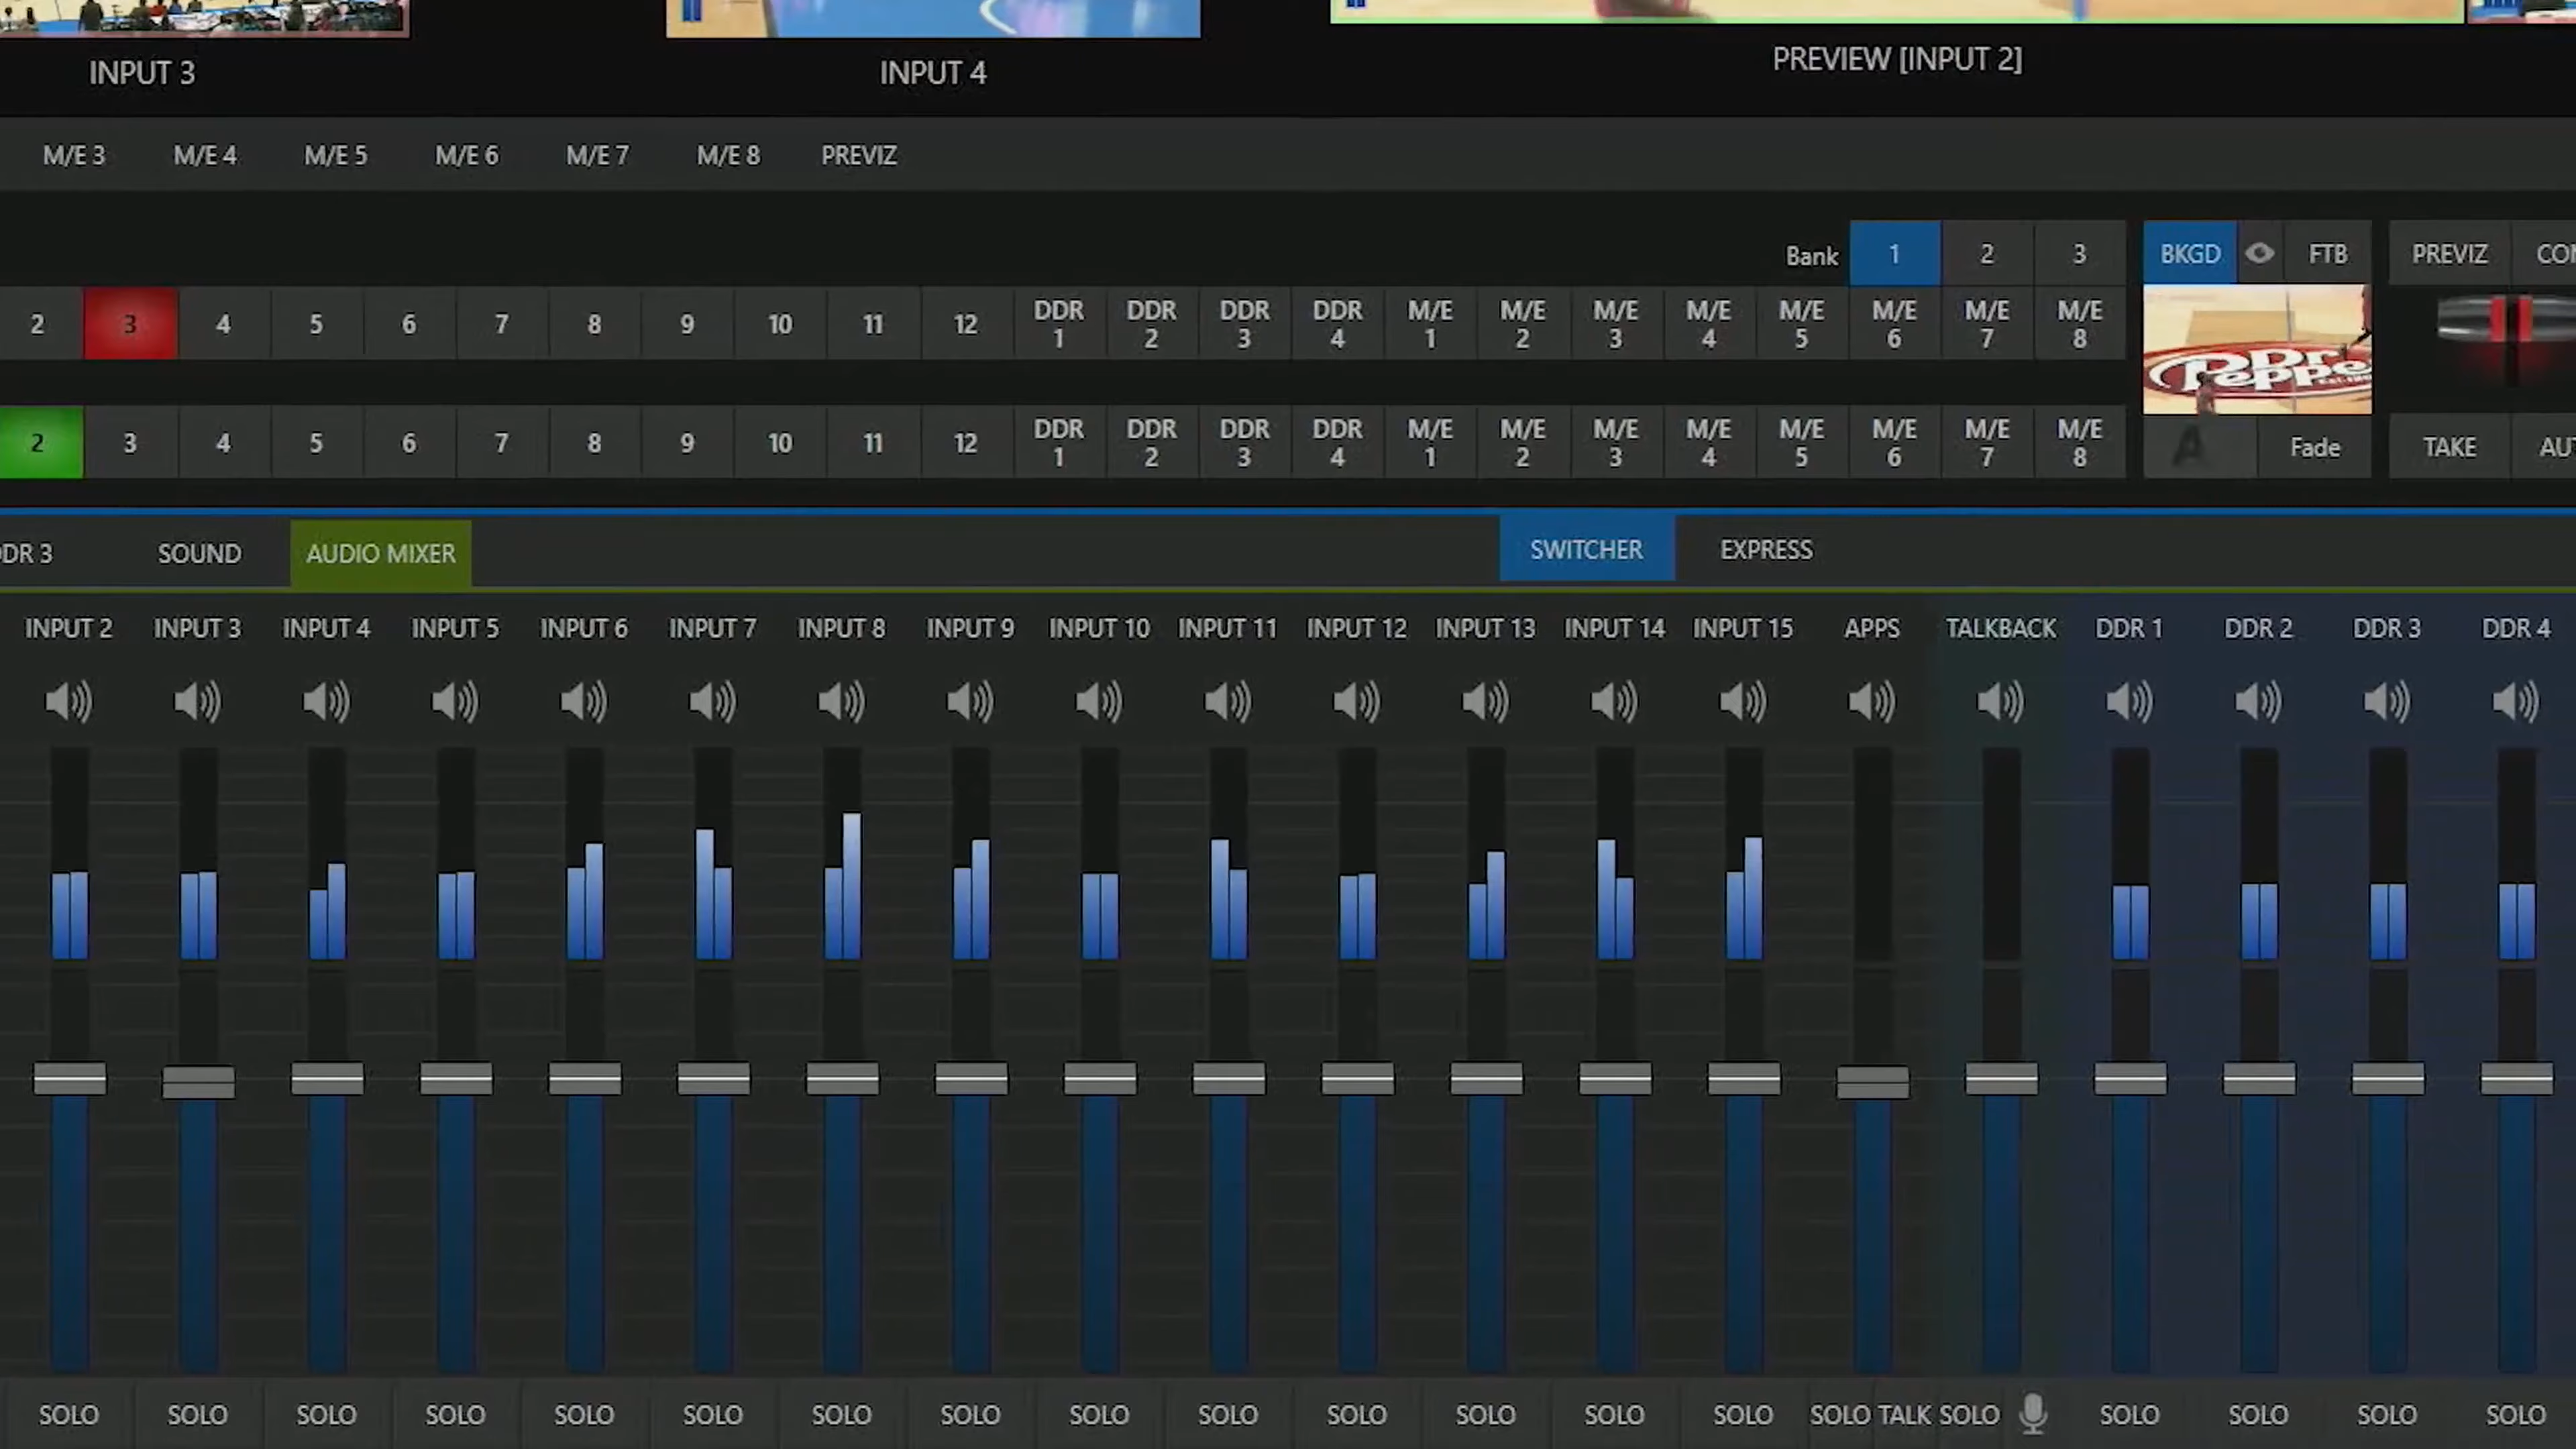 INPUT 3
INPUT 4
PREVIEW [INPUT 2]
M/E 3 M/E 4 M/E 5 M/E 6 M/E 7 M/E 8 PREVIZ
Bank 1 2 3
BKGD FTB PREVIZ
2 3 4 5 6 7 8 9 10 11 12 DDR 1 DDR 2 DDR 3 DDR 4 M/E 1 M/E 2 M/E 3 M/E 4 M/E 5 M/E 6 M/E 7 M/E 8
Dr
Peppe
2 3 4 5 6 7 8 9 10 11 12 DDR 1 DDR 2 DDR 3 DDR 4 M/E 1 M/E 2 M/E 3 M/E 4 M/E 5 M/E 6 M/E 7 M/E 8
A Fade TAKE
DDR 3 SOUND AUDIO MIXER SWITCHER EXPRESS
INPUT 2 INPUT 3 INPUT 4 INPUT 5 INPUT 6 INPUT 7 INPUT 8 INPUT 9 INPUT 10 INPUT 11 INPUT 12 INPUT 13 INPUT 14 INPUT 15 APPS TALKBACK DDR 1 DDR 2 DDR 3 DDR 4
SOLO SOLO SOLO SOLO SOLO SOLO SOLO SOLO SOLO SOLO SOLO SOLO SOLO SOLO SOLO TALK SOLO SOLO SOLO SOLO SOLO